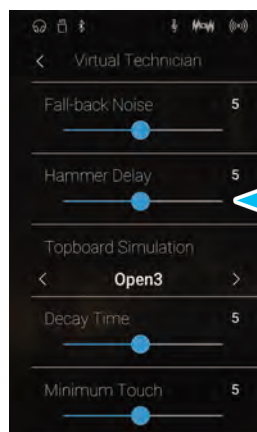 < Virtual Technician
Fall-back Noise 5
Hammer Delay 5
Topboard Simulation
< Open3 >
Decay Time 5
Minimum Touch 5